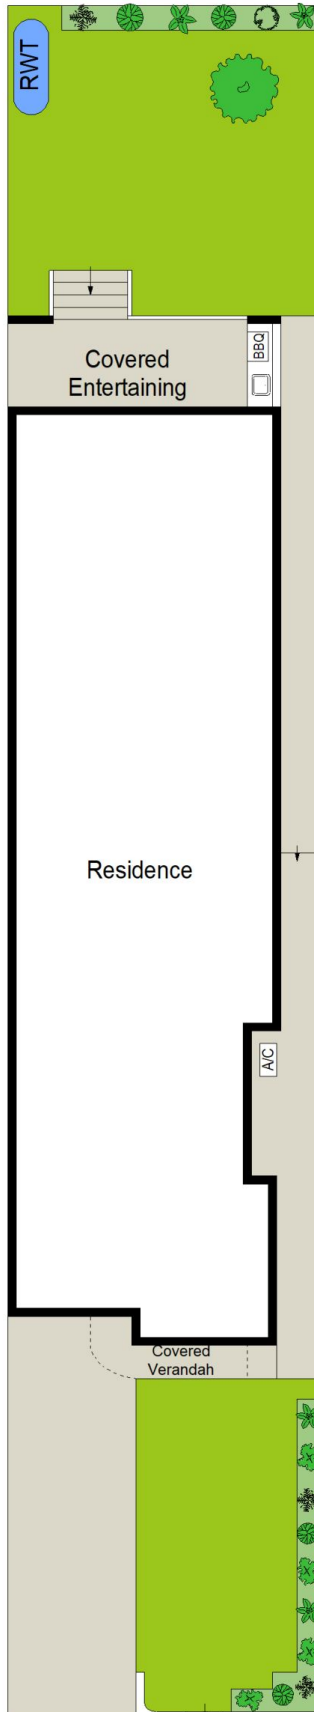 RWT
Covered
Entertaining
BBQ
Residence
A/C
Covered
Verandah